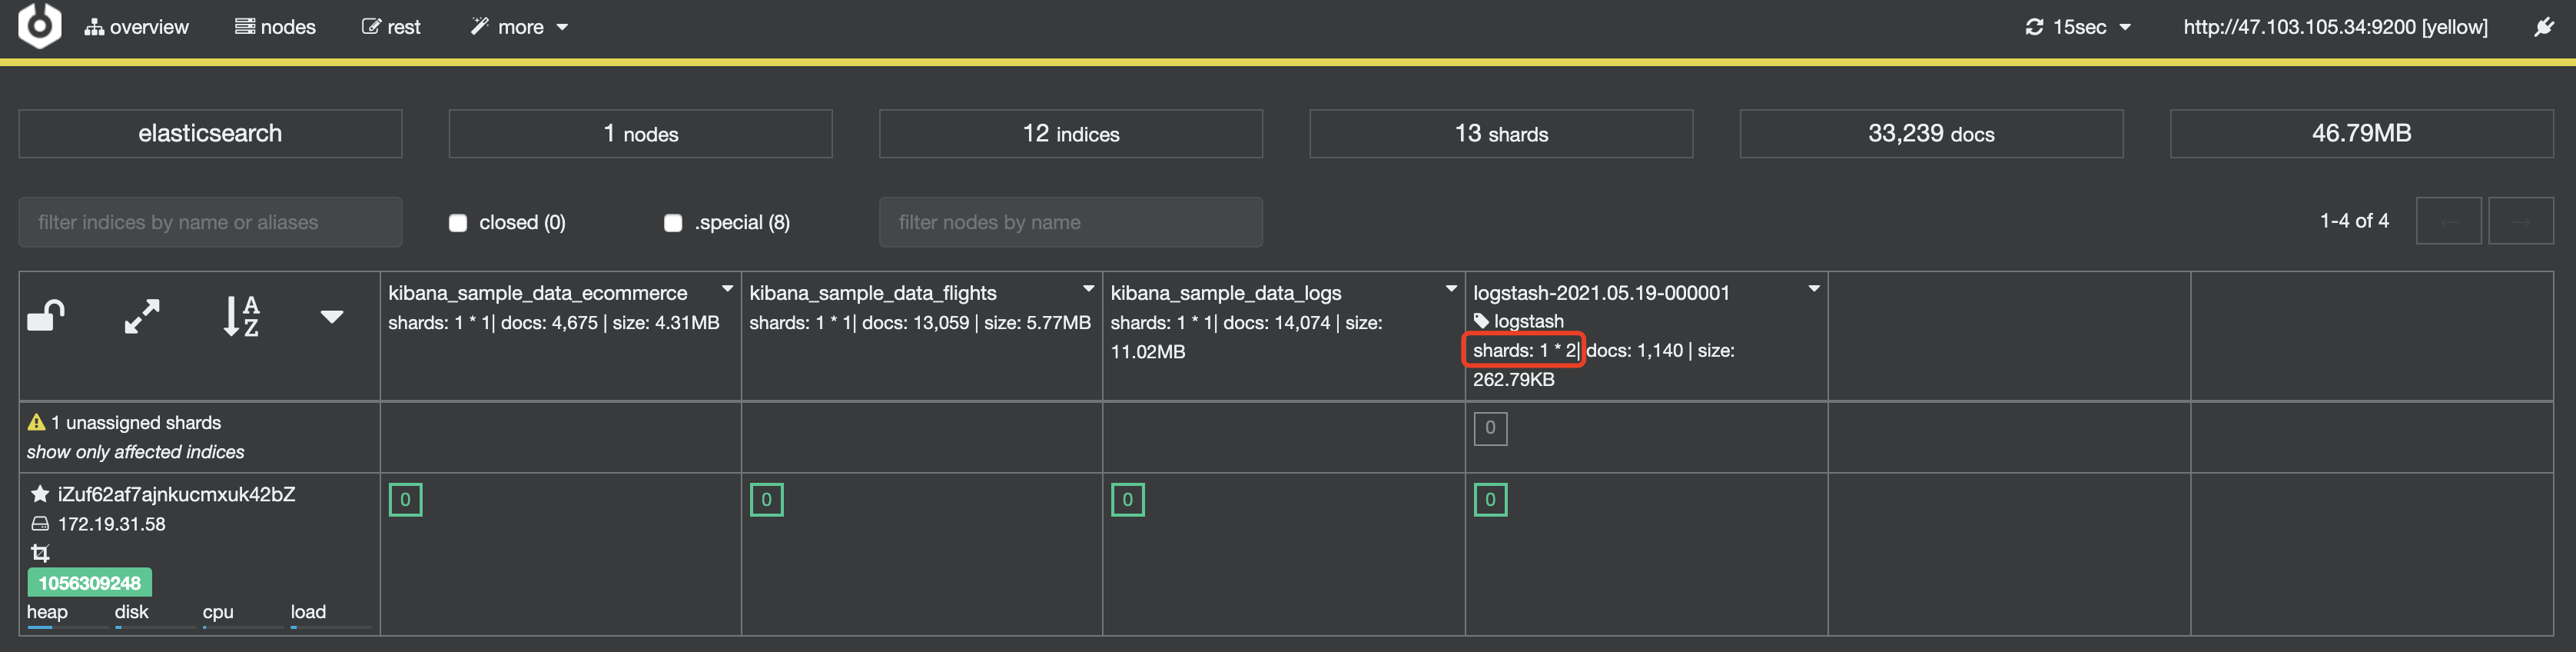 overview nodes rest more 15sec http://47.103.105.34:9200 [yellow]
elasticsearch 1 nodes 12 indices 13 shards 33,239 docs 46.79MB
filter indices by name or aliases closed (0) .special (8) filter nodes by name 1-4 of 4 ← →
A
Z
kibana_sample_data_ecommerce
shards: 1 * 1| docs: 4,675 | size: 4.31MB
kibana_sample_data_flights
shards: 1 * 1| docs: 13,059 | size: 5.77MB
kibana_sample_data_logs
shards: 1 * 1| docs: 14,074 | size:
11.02MB
logstash-2021.05.19-000001
logstash
shards: 1 * 2| docs: 1,140 | size:
262.79KB
1 unassigned shards
show only affected indices
0
iZuf62af7ajnkucmxuk42bZ
172.19.31.58
1056309248
heap disk cpu load
0 0 0 0